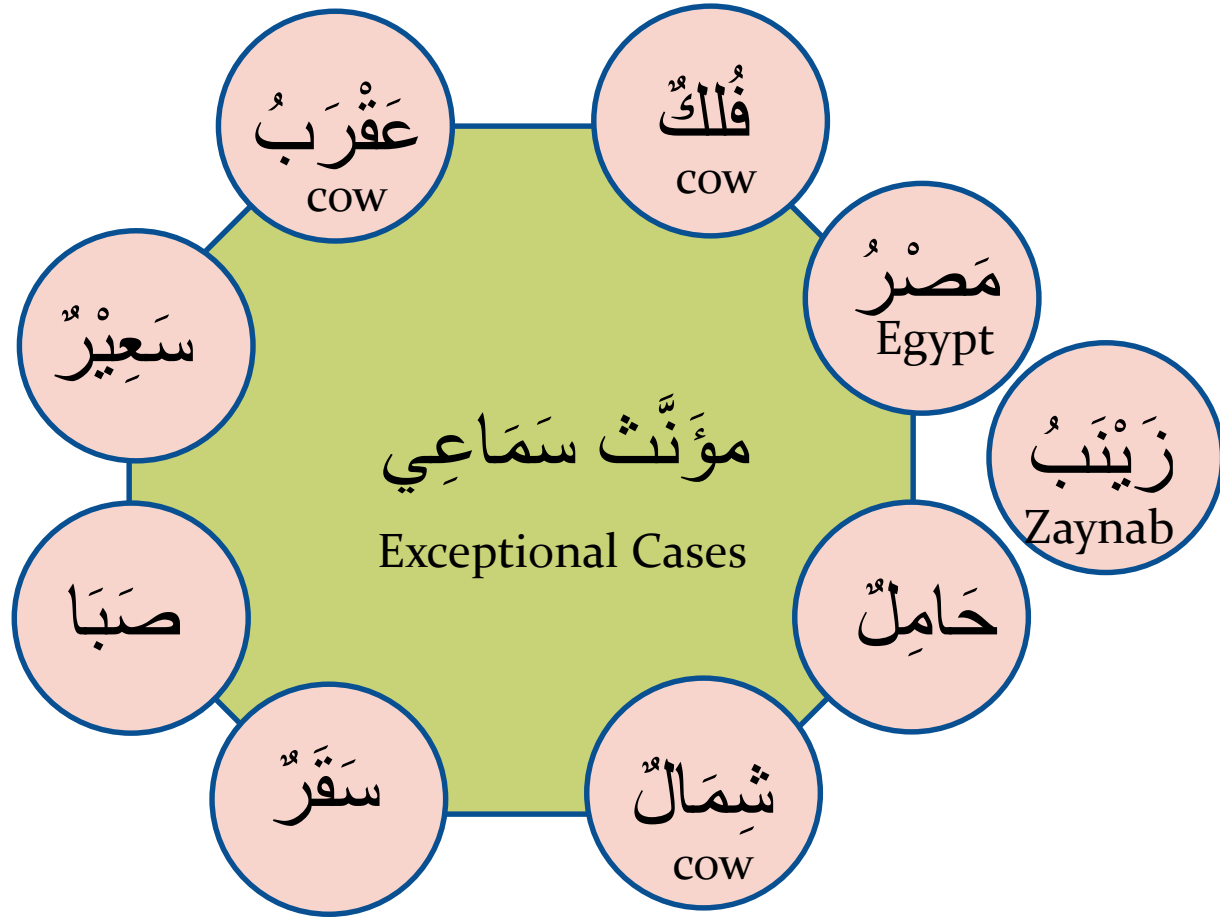 عَقْرَبُ
cow
فُلكٌ
cow
مَصْرُ
Egypt
زَيْنَبُ
Zaynab
سَعِيْرٌ
مؤَنَّث سَمَاعِي
Exceptional Cases
صَبَا
حَامِلٌ
سَقَرٌ
شِمَالٌ
cow